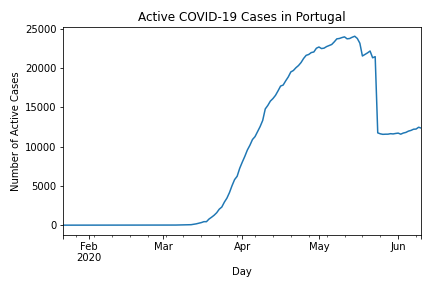 Active COVID-19 Cases in Portugal
Number of Active Cases
25000
20000
15000
10000
5000
0
Feb
2020
Mar
Apr
May
Jun
Day